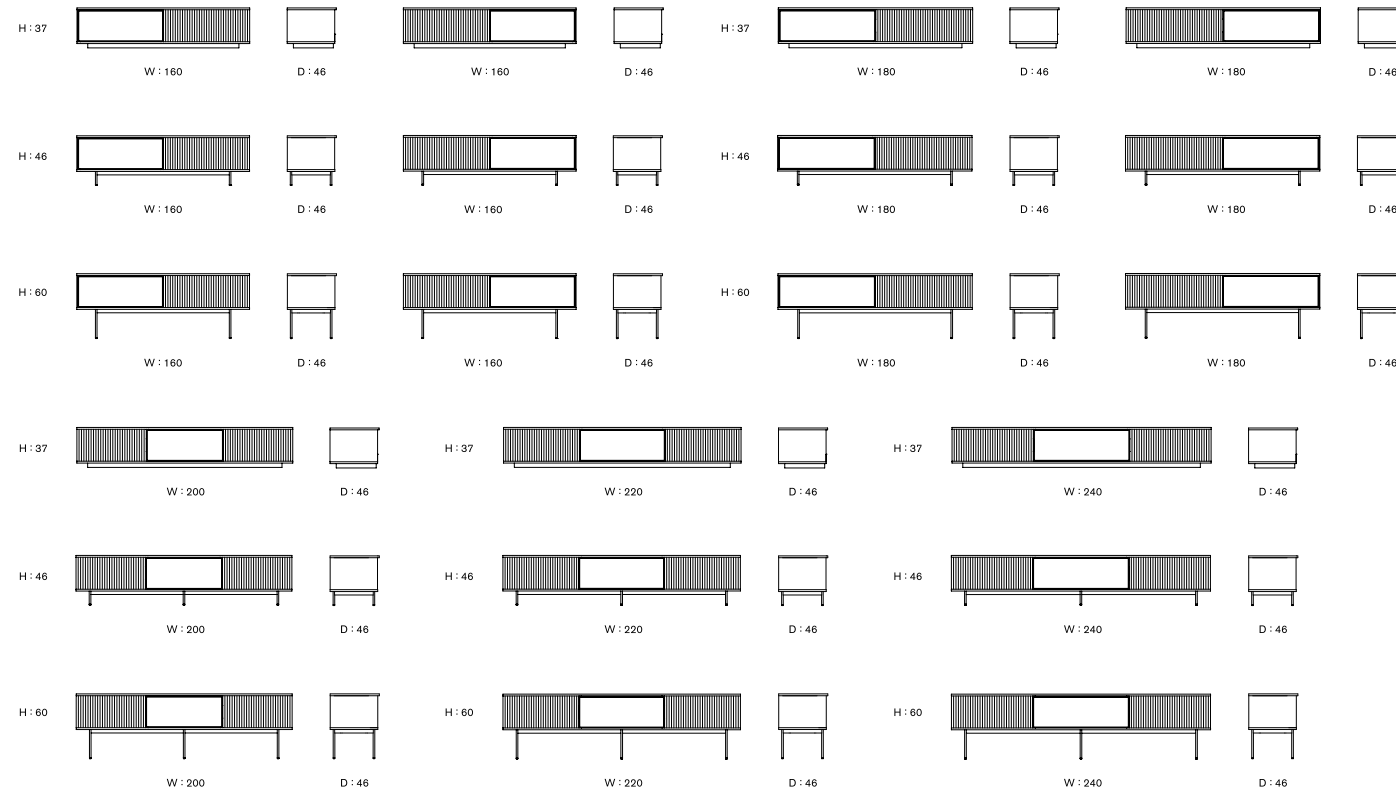 H : 37
H : 37
W : 160 D : 46 W : 160 D : 46 W : 180 D : 46 W : 180 D : 46
H : 46
H : 46
W : 160 D : 46 W : 160 D : 46 W : 180 D : 46 W : 180 D : 46
H : 60
H : 60
W : 160 D : 46 W : 160 D : 46 W : 180 D : 46 W : 180 D : 46
H : 37 H : 37 H : 37
W : 200 D : 46 W : 220 D : 46 W : 240 D : 46
H : 46 H : 46 H : 46
W : 200 D : 46 W : 220 D : 46 W : 240 D : 46
H : 60 H : 60 H : 60
W : 200 D : 46 W : 220 D : 46 W : 240 D : 46